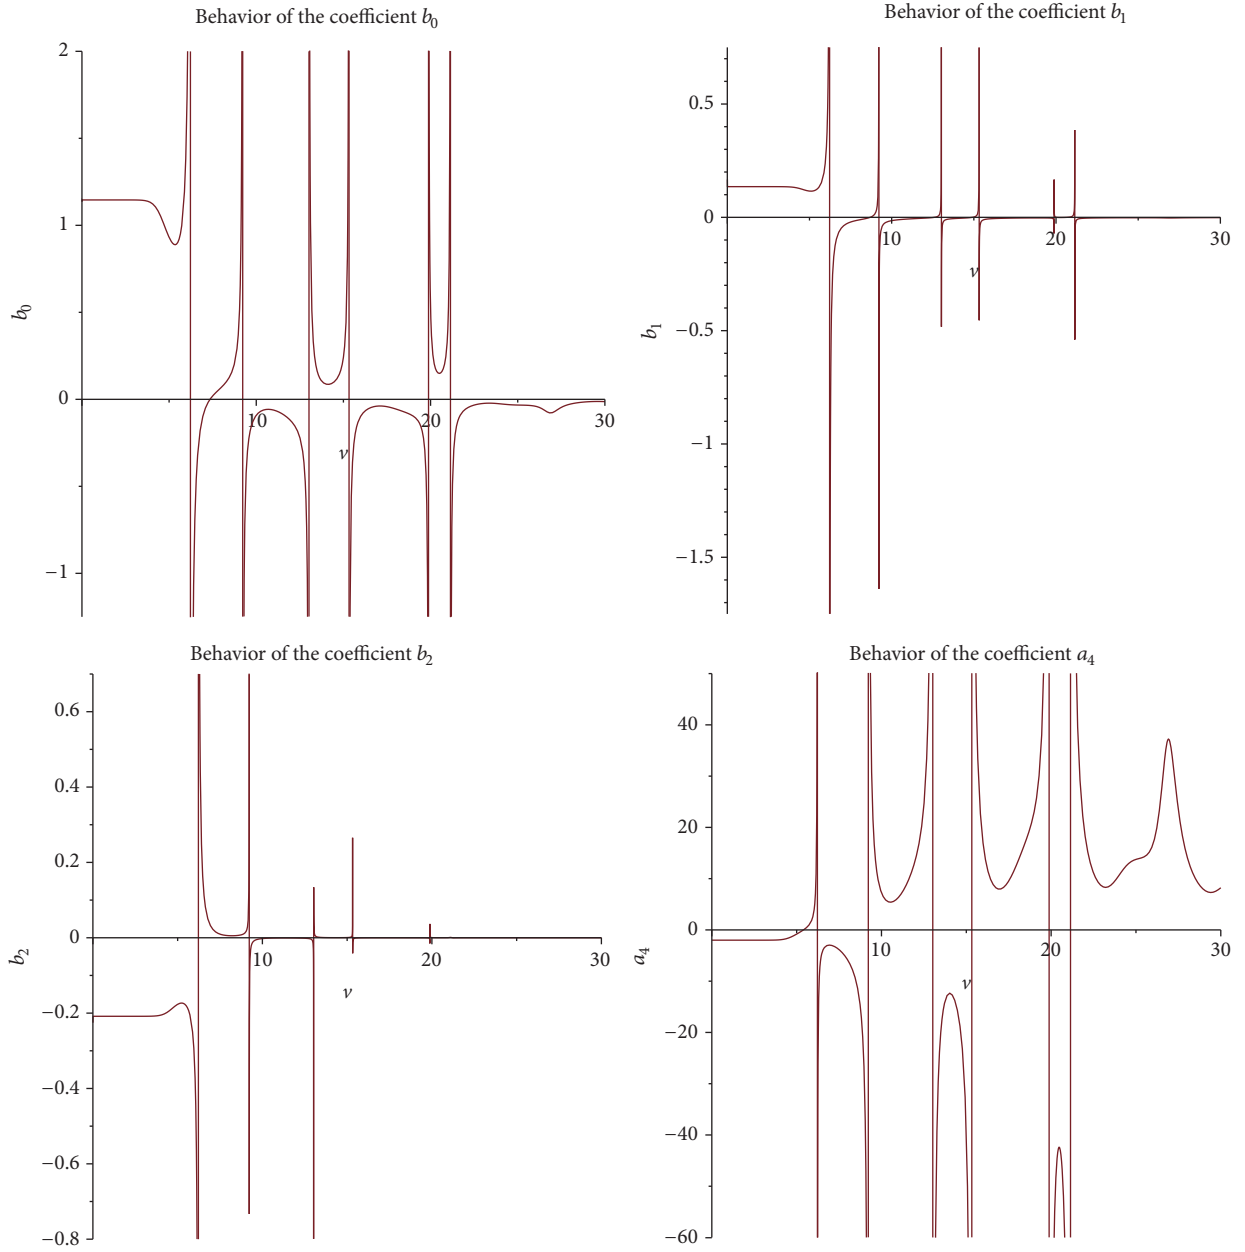 Behavior of the coefficient b₀
2
1
0
−1
10
20
30
b₀
ν
Behavior of the coefficient b₁
0.5
0
−0.5
−1
−1.5
10
20
30
b₁
ν
Behavior of the coefficient b₂
0.6
0.4
0.2
0
−0.2
−0.4
−0.6
−0.8
10
20
30
b₂
ν
Behavior of the coefficient a₄
40
20
0
−20
−40
−60
10
20
30
a₄
ν